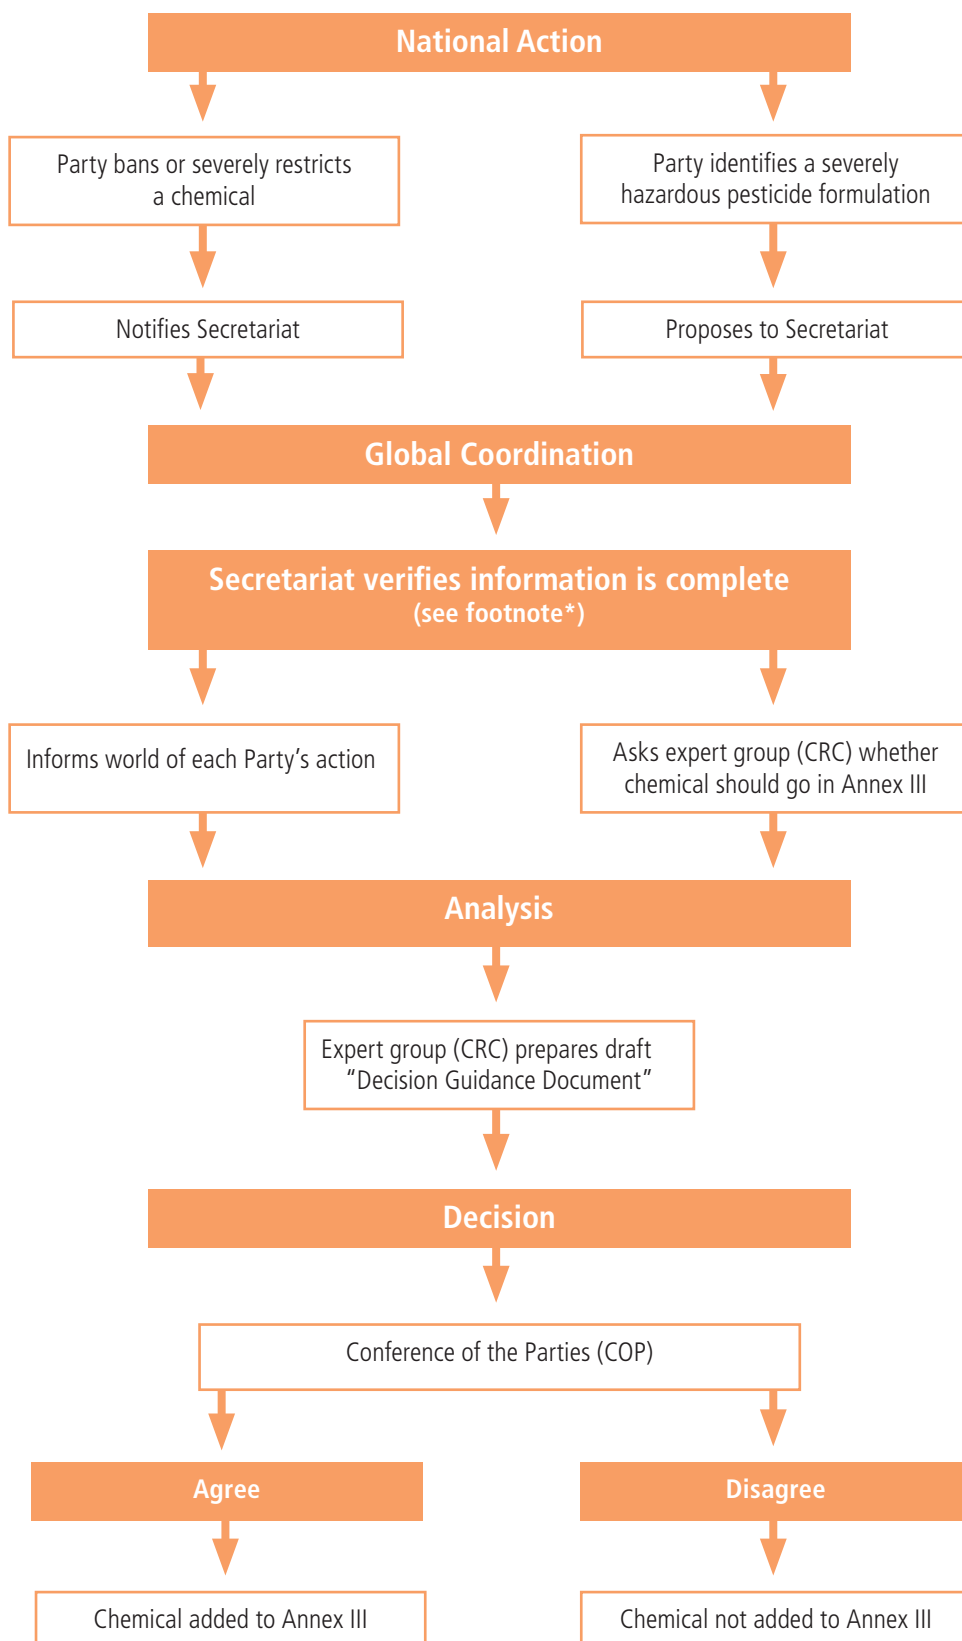 National Action
Party bans or severely restricts
a chemical
Party identifies a severely
hazardous pesticide formulation
Notifies Secretariat
Proposes to Secretariat
Global Coordination
Secretariat verifies information is complete
(see footnote*)
Informs world of each Party’s action
Asks expert group (CRC) whether
chemical should go in Annex III
Analysis
Expert group (CRC) prepares draft
“Decision Guidance Document”
Decision
Conference of the Parties (COP)
Agree
Disagree
Chemical added to Annex III
Chemical not added to Annex III